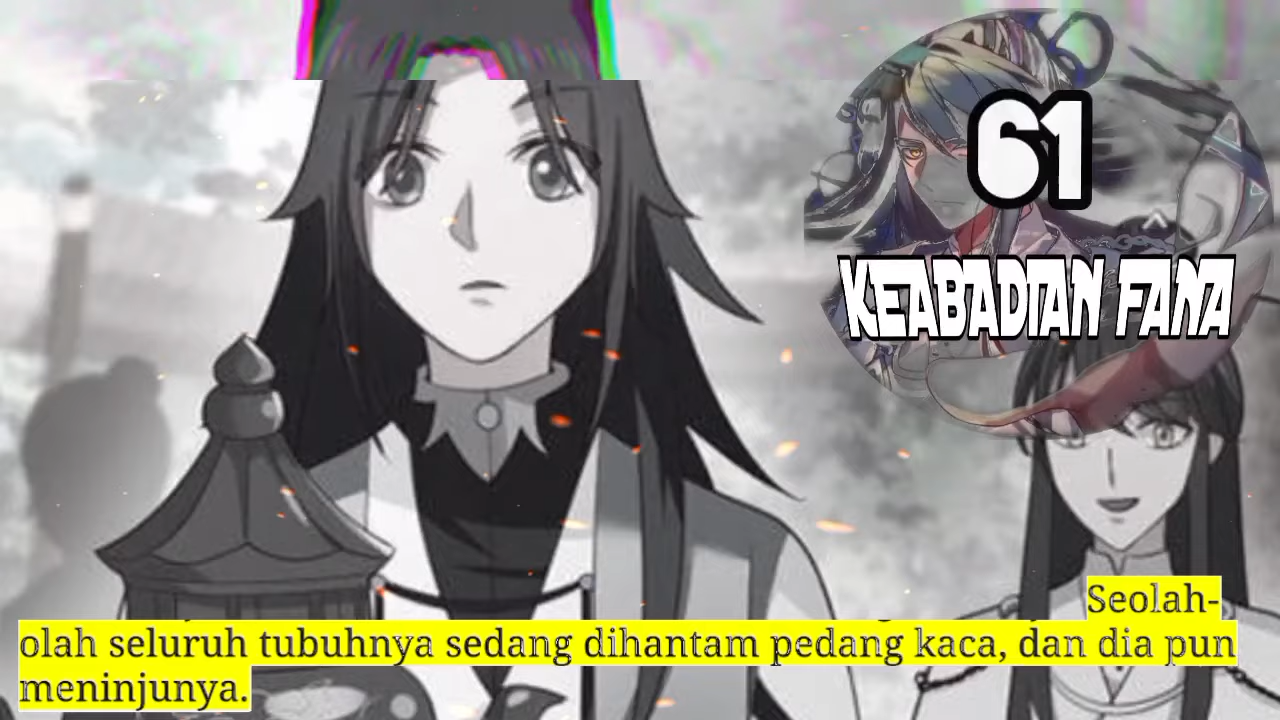 61
KEABADIAN FANA
Seolah-
olah seluruh tubuhnya sedang dihantam pedang kaca, dan dia pun
meninjunya.